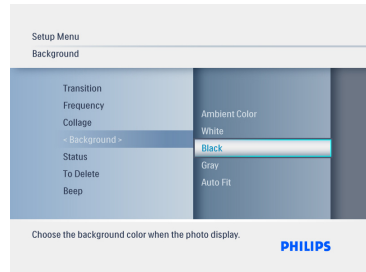 Setup Menu
Background
Transition
Frequency
Collage
< Background >
Status
To Delete
Beep
Ambient Color
White
Black
Gray
Auto Fit
Choose the background color when the photo display.
PHILIPS